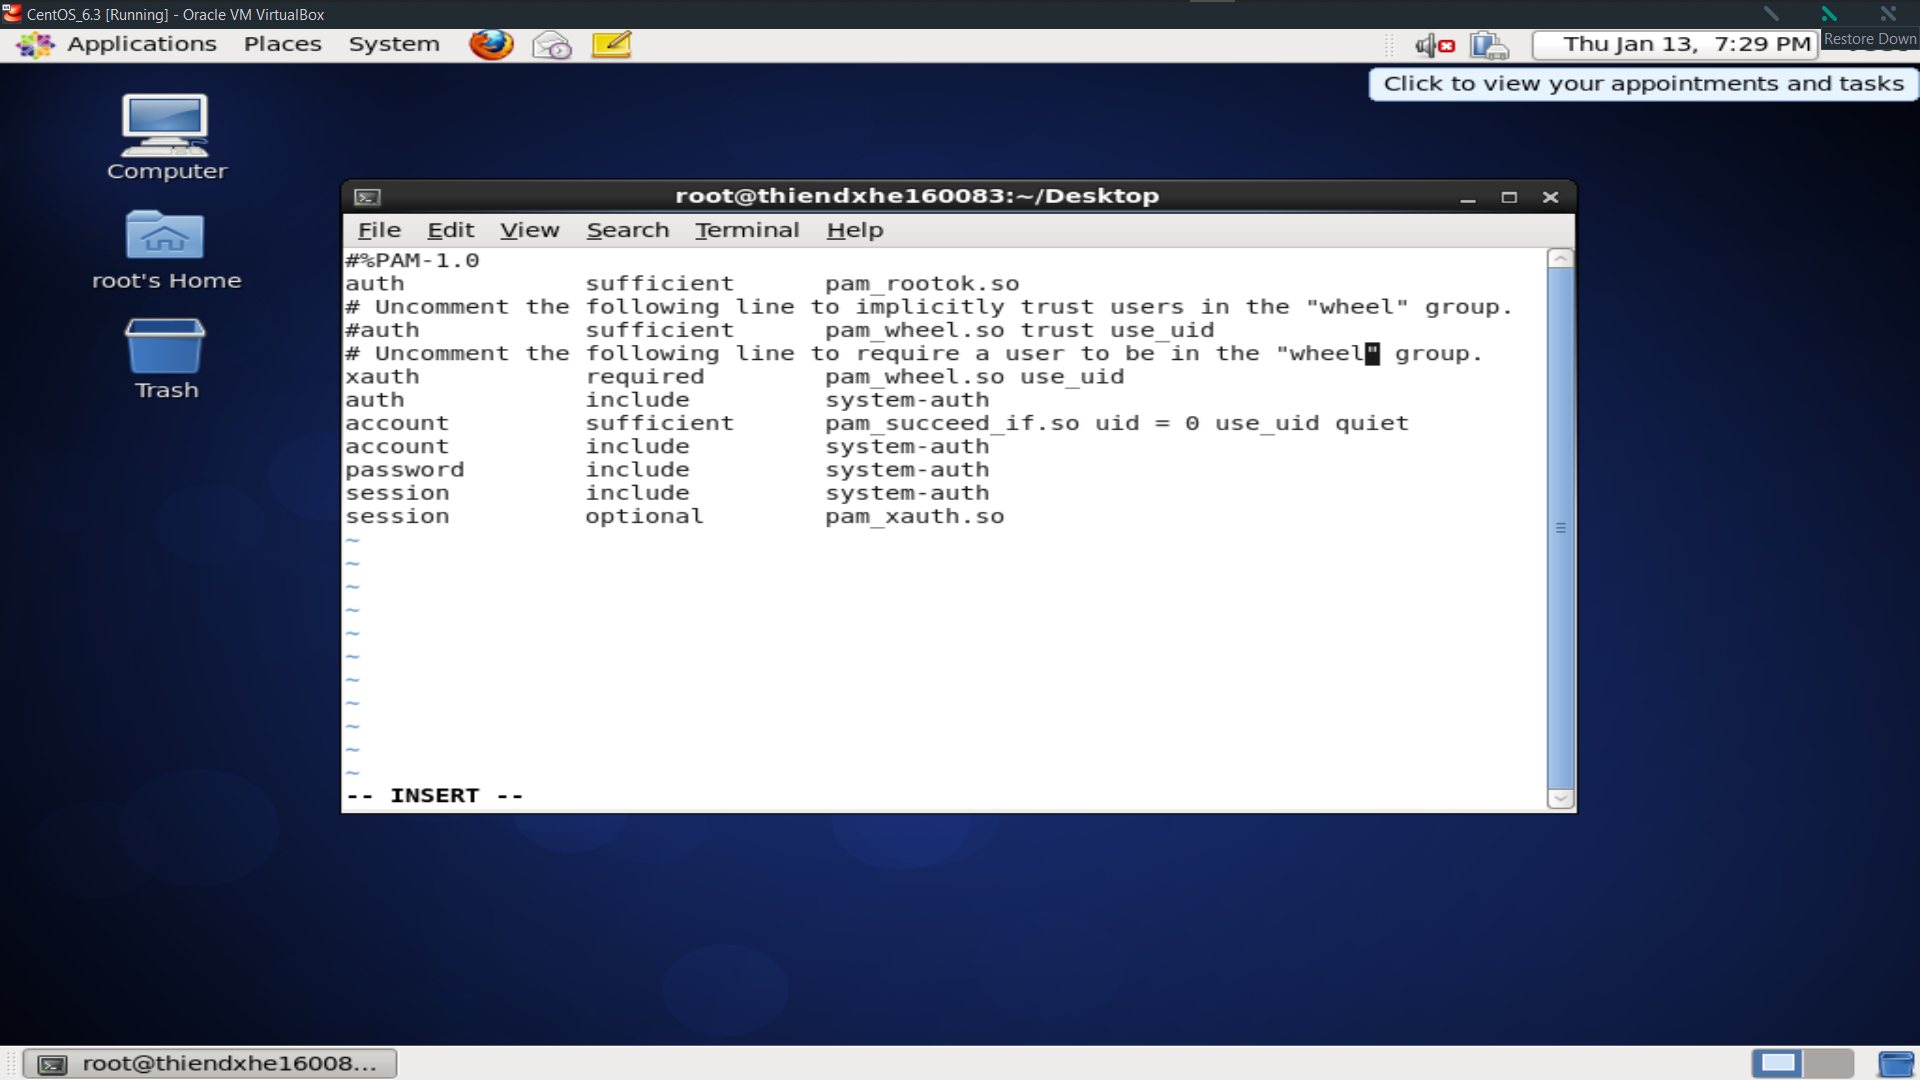 CentOS_6.3 [Running] - Oracle VM VirtualBox
Applications Places System
Thu Jan 13, 7:29 PM
Restore Down
Click to view your appointments and tasks
Computer
root's Home
Trash
root@thiendxhe160083:~/Desktop
File Edit View Search Terminal Help
#%PAM-1.0
auth sufficient pam_rootok.so
# Uncomment the following line to implicitly trust users in the "wheel" group.
#auth sufficient pam_wheel.so trust use_uid
# Uncomment the following line to require a user to be in the "wheel" group.
xauth required pam_wheel.so use_uid
auth include system-auth
account sufficient pam_succeed_if.so uid = 0 use_uid quiet
account include system-auth
password include system-auth
session include system-auth
session optional pam_xauth.so
~
~
~
~
~
~
~
~
~
~
~
-- INSERT --
root@thiendxhe16008...